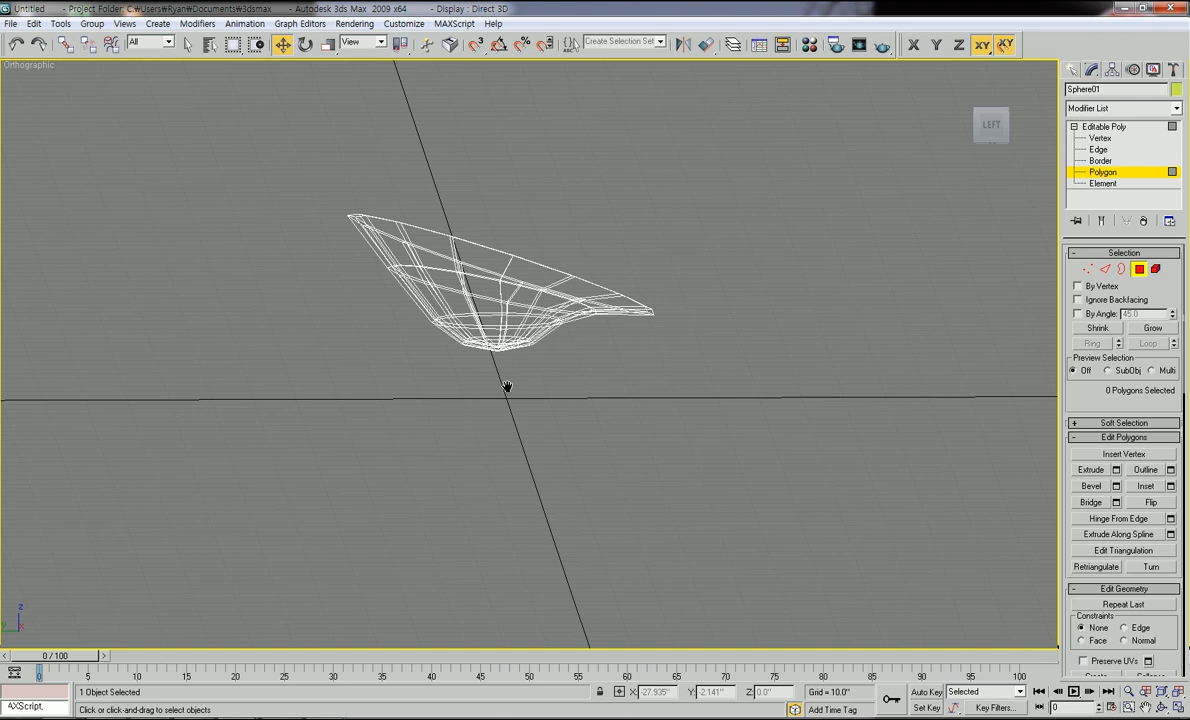 Untitled - Project Folder: C:₩Users₩Ryan₩Documents₩3dsmax - Autodesk 3ds Max 2009 x64 - Display : Direct 3D
File Edit Tools Group Views Create Modifiers Animation Graph Editors Rendering Customize MAXScript Help
All View Create Selection Set X Y Z XY XY
Orthographic
LEFT
Sphere01
Modifier List
Editable Poly
Vertex
Edge
Border
Polygon
Element
- Selection
By Vertex
Ignore Backfacing
By Angle: 45.0
Shrink Grow
Ring Loop
Preview Selection
Off SubObj Multi
0 Polygons Selected
+ Soft Selection
- Edit Polygons
Insert Vertex
Extrude Outline
Bevel Inset
Bridge Flip
Hinge From Edge
Extrude Along Spline
Edit Triangulation
Retriangulate Turn
- Edit Geometry
Repeat Last
Constraints
None Edge
Face Normal
Preserve UVs
z
y x
< 0 / 100 >
0 5 10 15 20 25 30 35 40 45 50 55 60 65 70 75 80 85 90 95 100
1 Object Selected X: -27.935" Y: -2.141" Z: 0.0" Grid = 10.0" Auto Key Selected
AXScript, Click or click-and-drag to select objects Add Time Tag Set Key Key Filters... 0